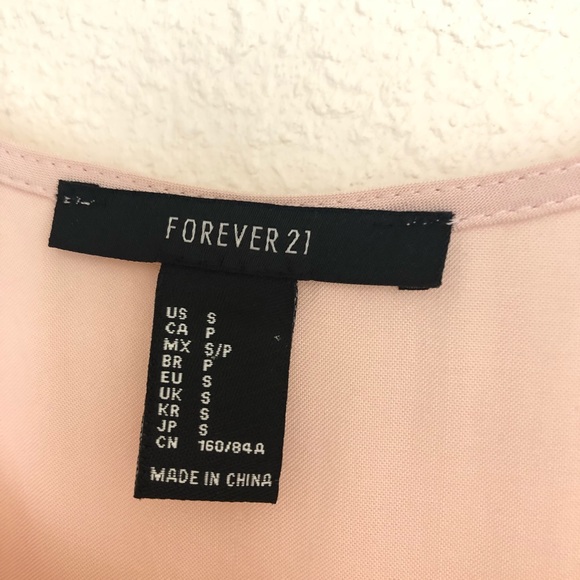 FOREVER 21
US S
CA P
MX S/P
BR P
EU S
UK S
KR S
JP S
CN 160/84A
MADE IN CHINA